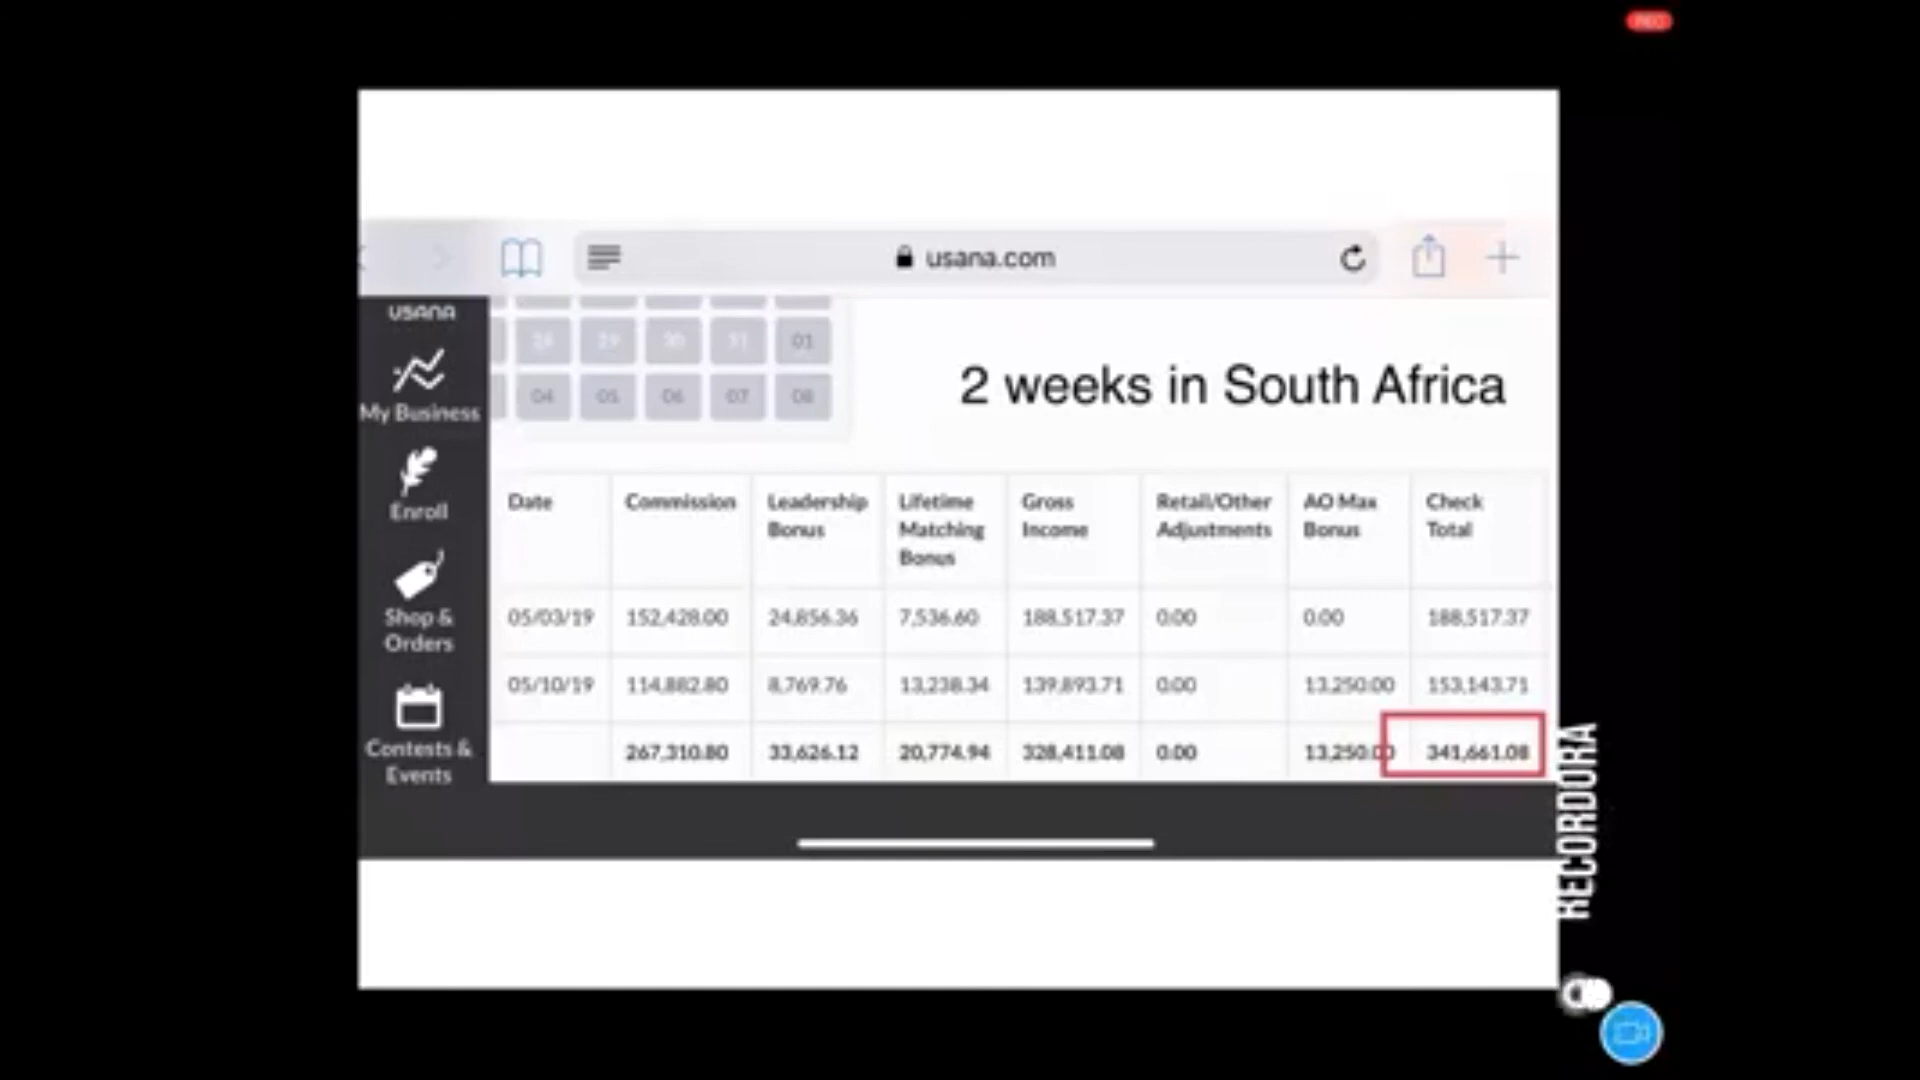 REC
usana.com
USANA
28 29 30 31 01
2 weeks in South Africa
04 05 06 07 08
My Business
Enroll
Shop &
Orders
Contests &
Events
Date Commission Leadership Bonus Lifetime Matching Bonus Gross Income Retail/Other Adjustments AO Max Bonus Check Total
05/03/19 152,428.00 24,856.36 7,536.60 188,517.37 0.00 0.00 188,517.37
05/10/19 114,882.80 8,769.76 13,238.34 139,893.71 0.00 13,250.00 153,143.71
267,310.80 33,626.12 20,774.94 328,411.08 0.00 13,250.00 341,661.08
RECORDORA